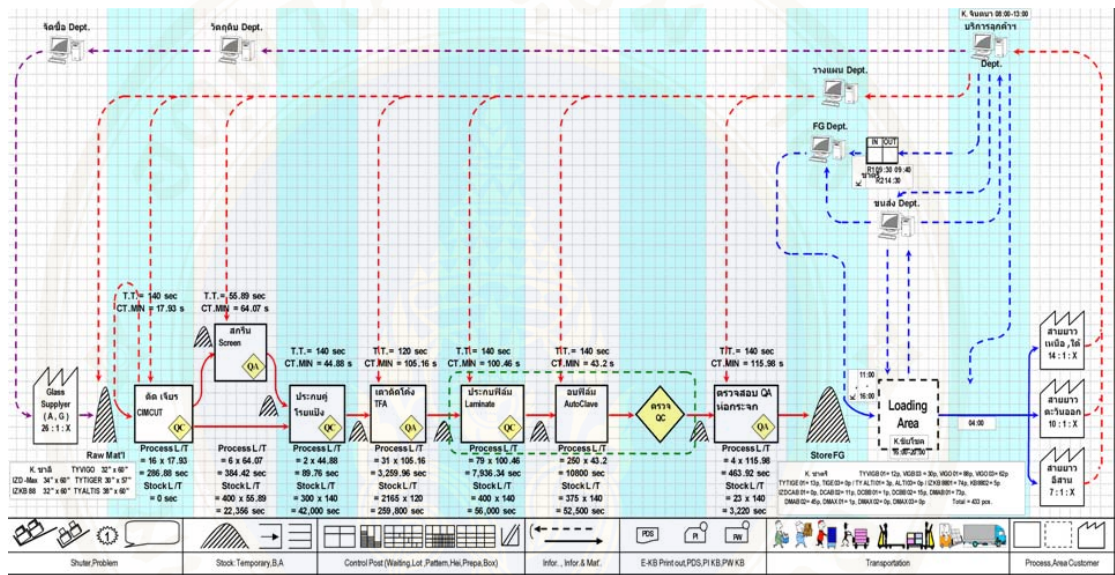 จัดซื้อ Dept.
วัตถุดิบ Dept.
K. จินตนา 08:00-13:00
บริการลูกค้าฯ
Dept.
วางแผน Dept.
FG Dept.
IN OUT
R109:30 09:40
R214:30
ขนส่ง Dept.
T.T.= 140 sec
CT.MIN = 17.93 s
T.T.= 55.89 sec
CT.MIN = 64.07 s
สกรีน
Screen
QA
T.T.= 140 sec
CT.MIN = 44.88 s
T.T.= 120 sec
CT.MIN = 105.16 s
T.T.= 140 sec
CT.MIN = 100.46 s
T.T.= 140 sec
CT.MIN = 43.2 s
T.T.= 140 sec
CT.MIN = 115.98 s
Glass
Supplyer
( A , G )
26 : 1 : X
ตัด เจียร
CIMCUT
QC
ประกบคู่
โรยแป้ง
QC
เตาดัดโค้ง
TFA
QA
ประกบฟิล์ม
Laminate
QC
อบฟิล์ม
AutoClave
QA
ตรวจ
QC
ตรวจสอบ QA
ห่อกระจก
QA
11:00
16:00
Loading
Area
K.ชัยโชค
04:00
สายยาว
เหนือ ,ใต้
14 : 1 : X
สายยาว
ตะวันออก
10 : 1 : X
สายยาว
อีสาน
7 : 1 : X
Raw Mat'l
Store FG
Process L/T
= 16 x 17.93
= 286.88 sec
Stock L/T
= 0 sec
Process L/T
= 6 x 64.07
= 384.42 sec
Stock L/T
= 400 x 55.89
= 22,356 sec
Process L/T
= 2 x 44.88
= 89.76 sec
Stock L/T
= 300 x 140
= 42,000 sec
Process L/T
= 31 x 105.16
= 3,259.96 sec
Stock L/T
= 2165 x 120
= 259,800 sec
Process L/T
= 79 x 100.46
= 7,936.34 sec
Stock L/T
= 400 x 140
= 56,000 sec
Process L/T
= 250 x 43.2
= 10800 sec
Stock L/T
= 375 x 140
= 52,500 sec
Process L/T
= 4 x 115.98
= 463.92 sec
Stock L/T
= 23 x 140
= 3,220 sec
K. ชาลี TYVIGO 32" x 60"
IZD-Max 34" x 60" TYTIGER 30" x 57"
IZKB 88 32" x 60" TYALTIS 36" x 60"
Total = 433 pcs.
Shuter,Problem
Stock: Temporary,B,A
Control Post (Waiting,Lot ,Pattem,Hei,Prepa,Box)
Infor.., Infor.& Mat'.
PDS
PI
PW
E-KB Print out,PDS,PI KB,PW KB
Transportation
Process,Area Customer